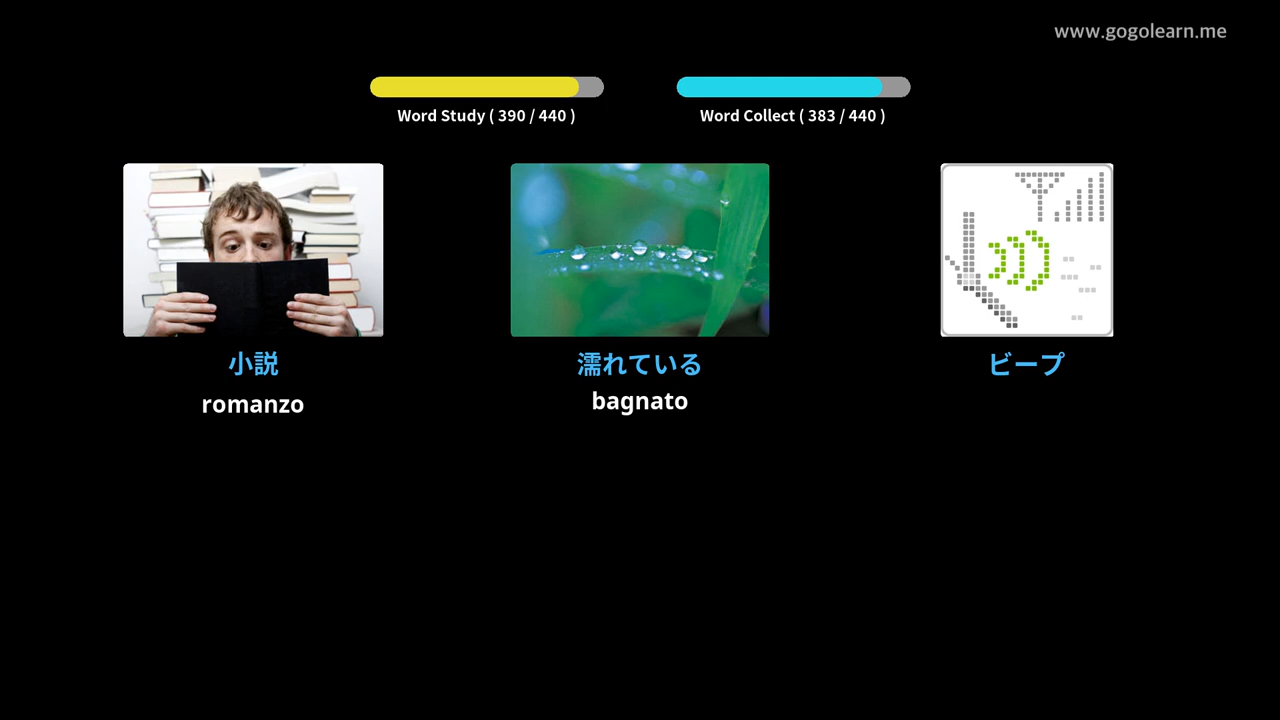 www.gogolearn.me
Word Study ( 390 / 440 )
Word Collect ( 383 / 440 )
小説
romanzo
濡れている
bagnato
ビープ